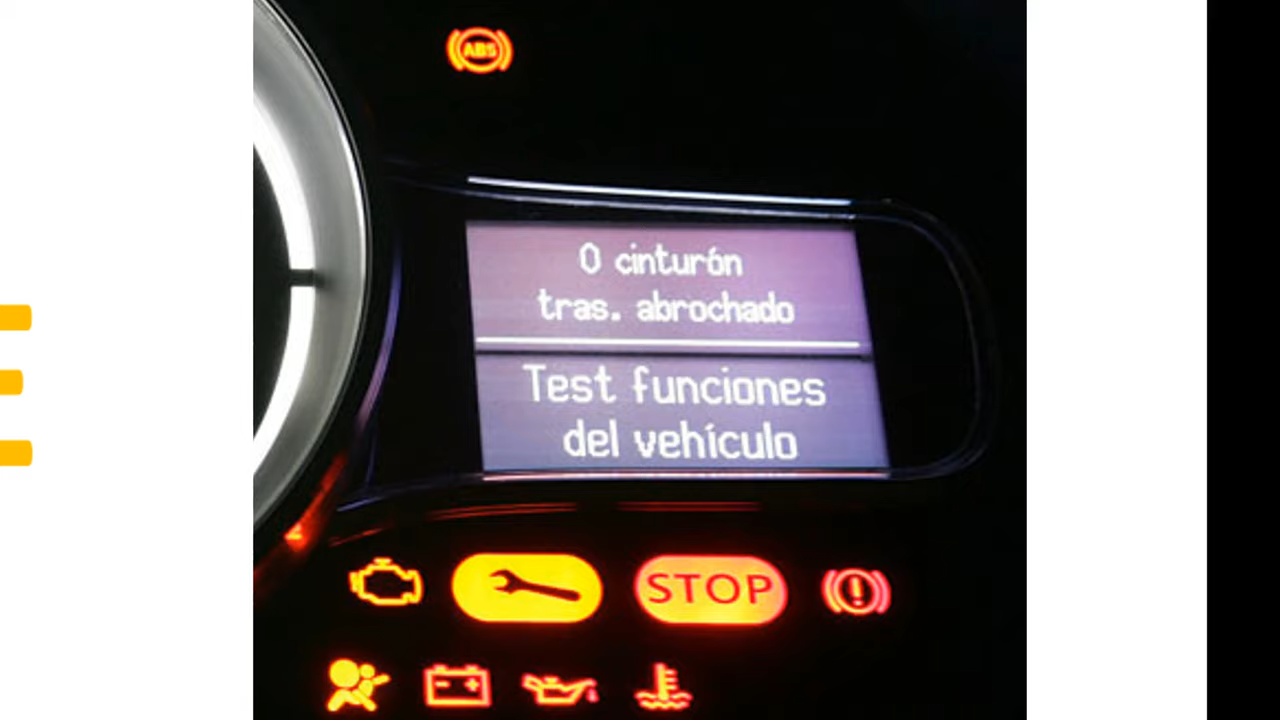 ABS
0 cinturón
tras. abrochado
Test funciones
del vehículo
STOP